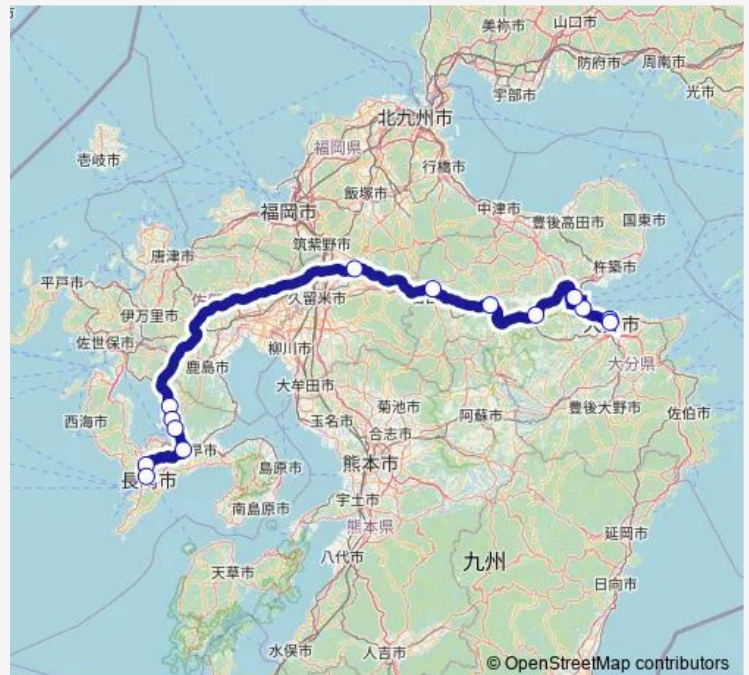 美祢市
山口市
防府市
周南市
光市
宇部市
北九州市
福岡県
行橋市
壱岐市
飯塚市
福岡市
中津市
豊後高田市
国東市
筑紫野市
唐津市
杵築市
平戸市
久留米市
伊万里市
佐世保市
柳川市
鹿島市
大分県
大牟田市
西海市
菊池市
阿蘇市
豊後大野市
佐伯市
玉名市
合志市
熊本市
島原市
南島原市
宇土市
熊本県
延岡市
八代市
九州
天草市
日向市
水俣市
人吉市
© OpenStreetMap contributors